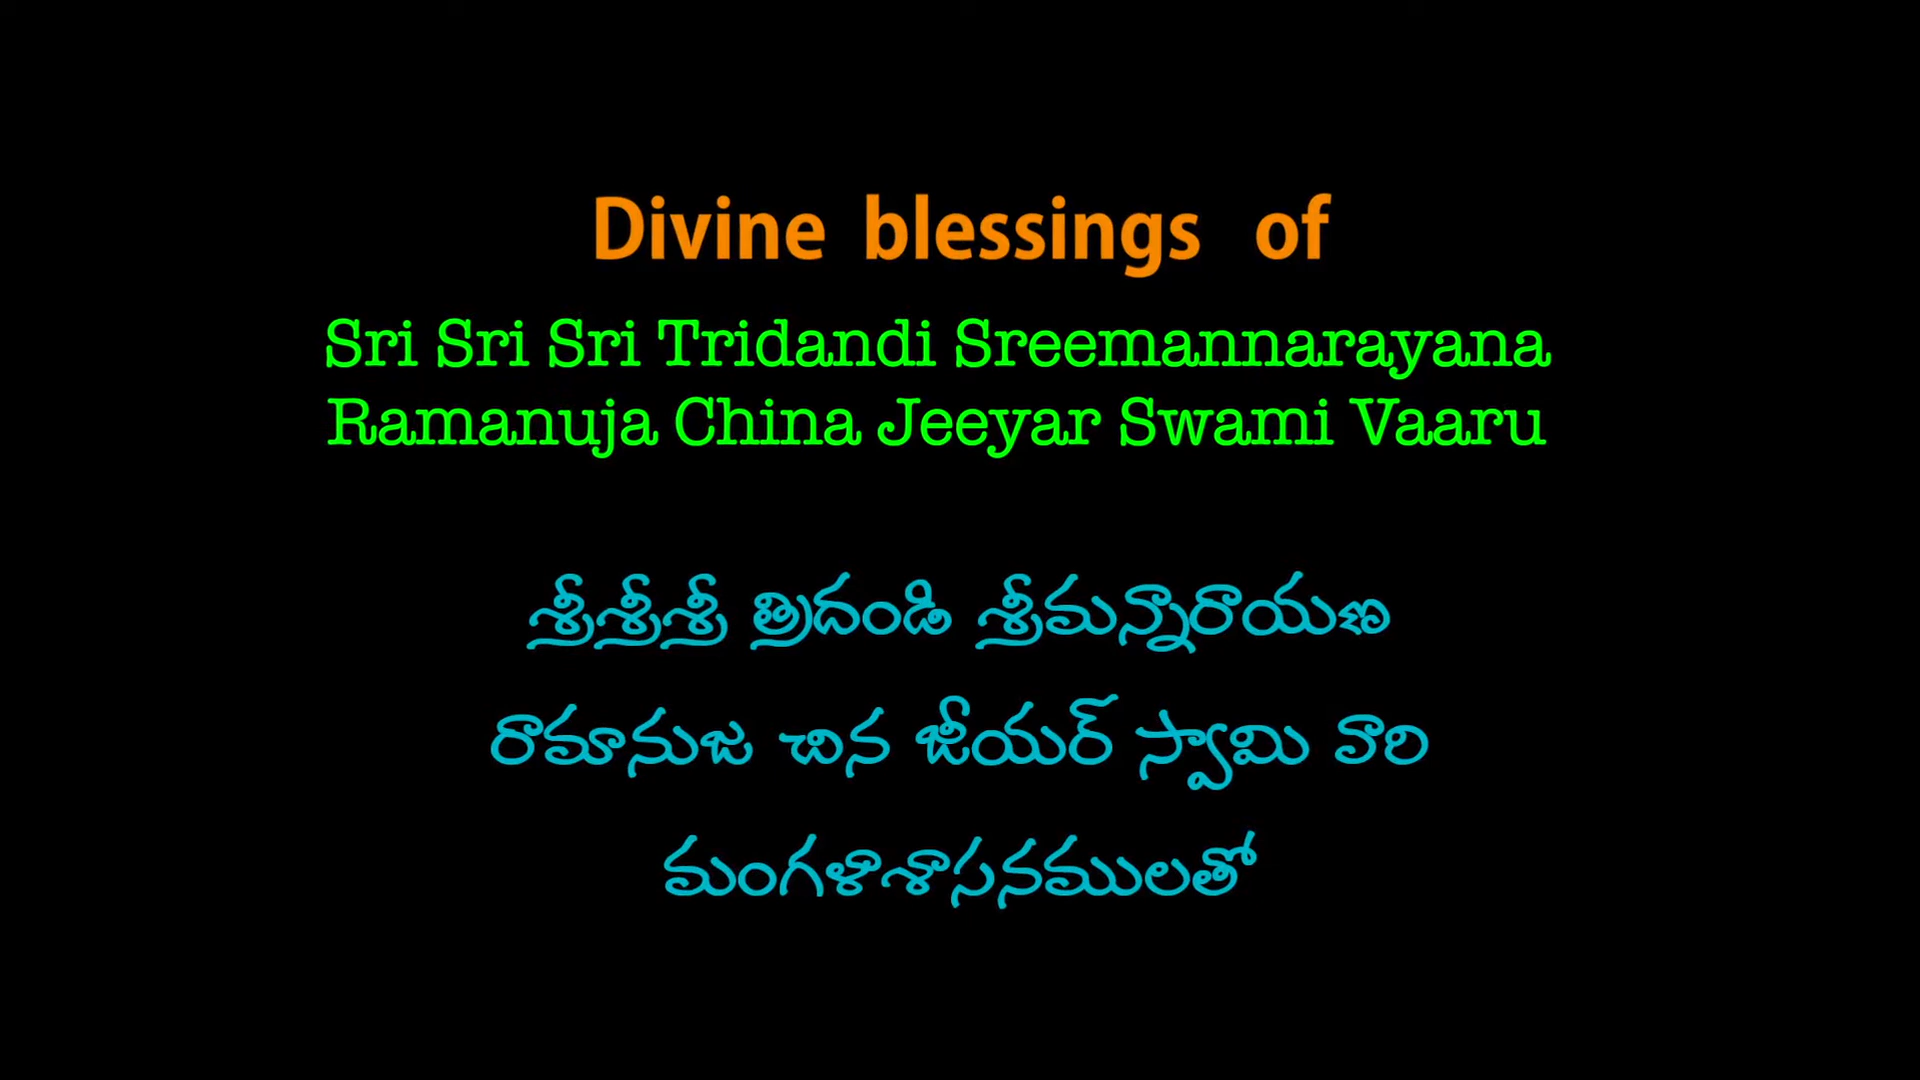 Divine blessings of
Sri Sri Sri Tridandi Sreemannarayana
Ramanuja China Jeeyar Swami Vaaru
శ్రీశ్రీశ్రీ త్రిదండి శ్రీమన్నారాయణ
రామానుజ చిన జీయర్ స్వామి వారి
మంగళాశాసనములతో